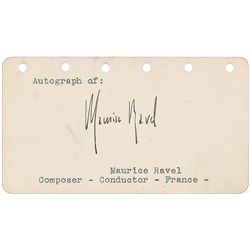 Autograph of:
Maurice Ravel
Maurice Ravel
Composer - Conductor - France -